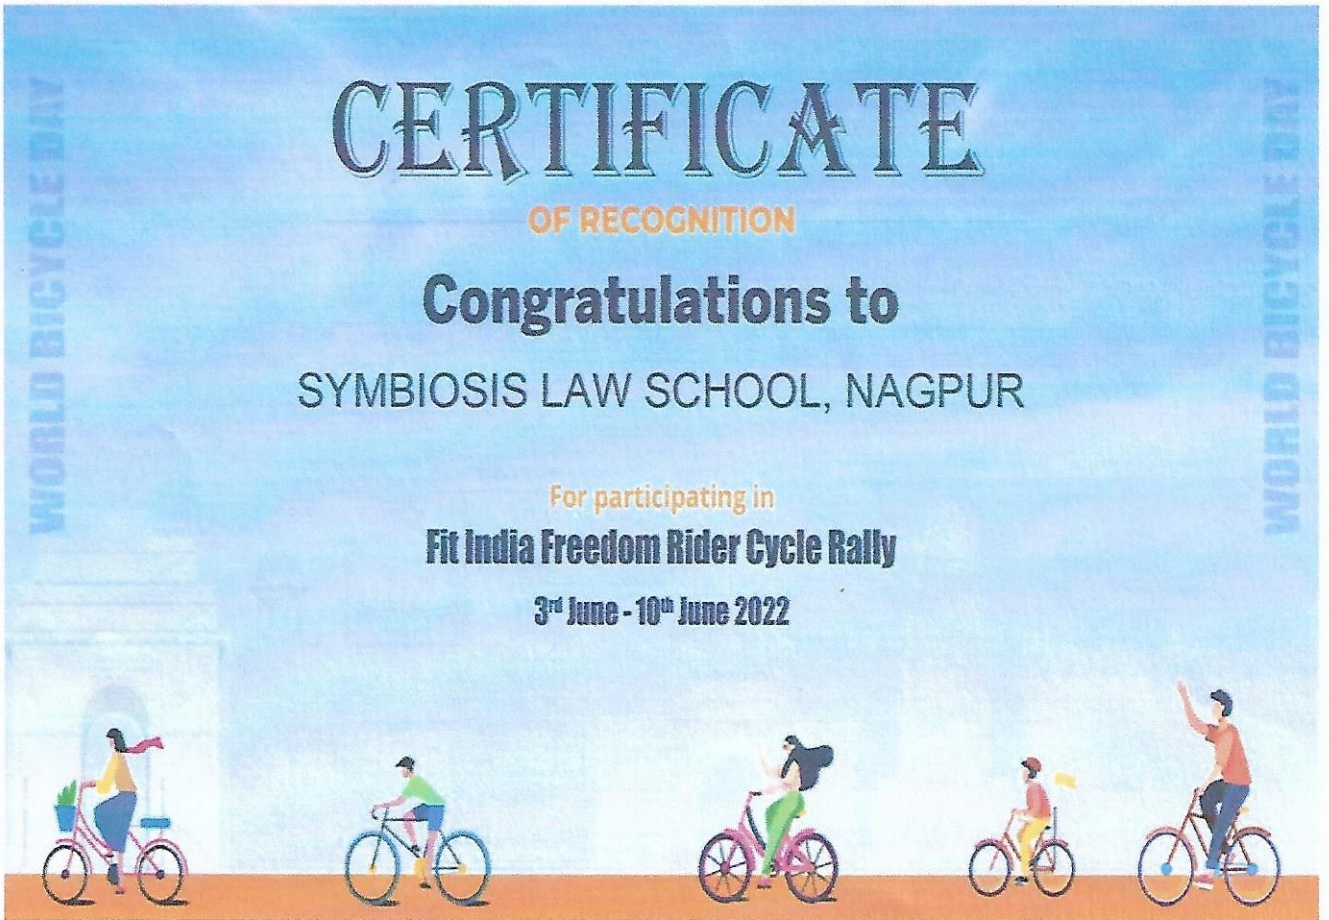 CERTIFICATE
OF RECOGNITION
Congratulations to
SYMBIOSIS LAW SCHOOL, NAGPUR
For participating in
Fit India Freedom Rider Cycle Rally
3rd June - 10th June 2022
WORLD BICYCLE DAY
WORLD BICYCLE DAY